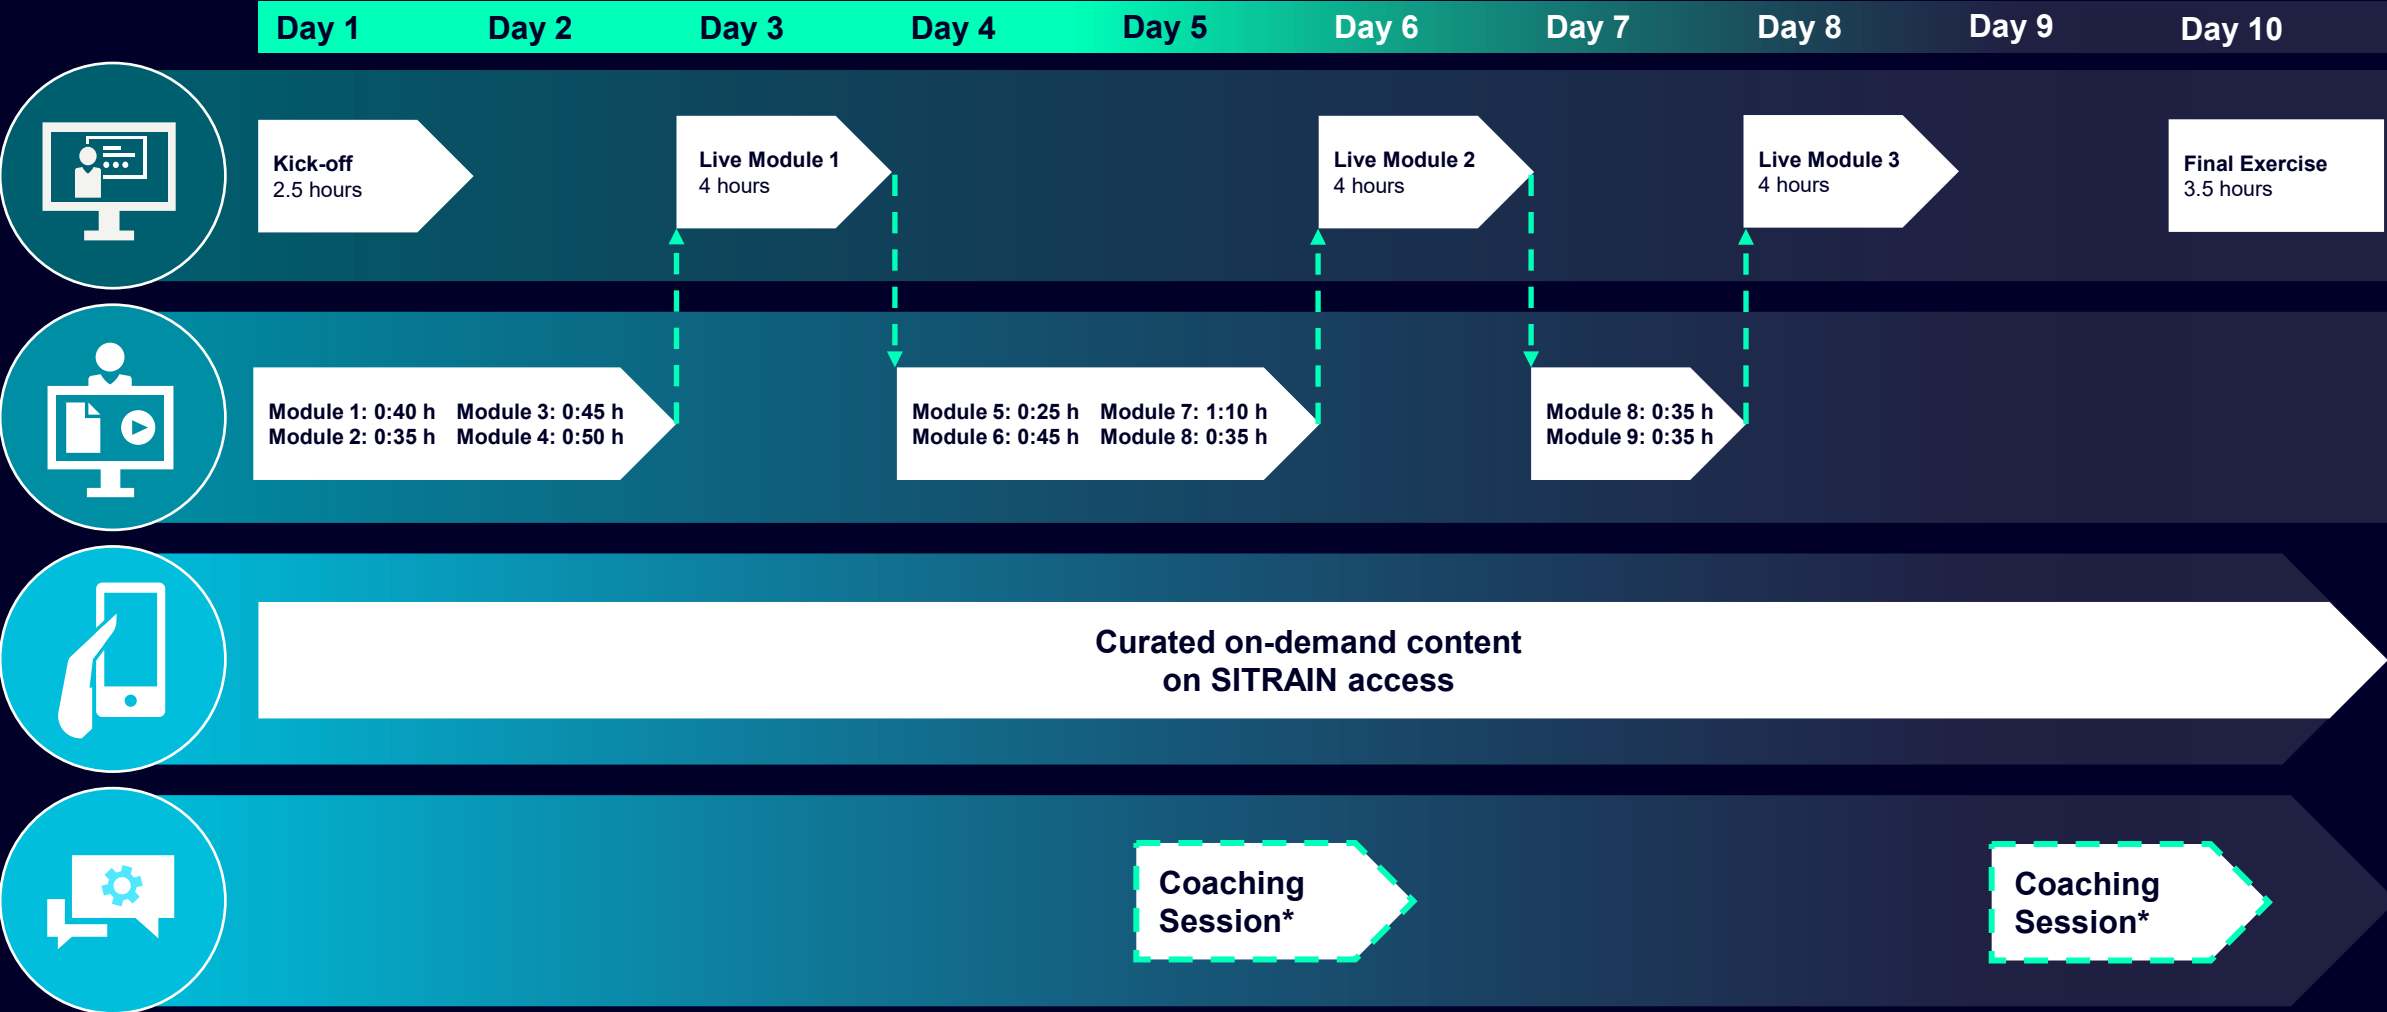 Day 1 Day 2 Day 3 Day 4 Day 5 Day 6 Day 7 Day 8 Day 9 Day 10
Kick-off
2.5 hours
Live Module 1
4 hours
Live Module 2
4 hours
Live Module 3
4 hours
Final Exercise
3.5 hours
Module 1: 0:40 h Module 3: 0:45 h
Module 2: 0:35 h Module 4: 0:50 h
Module 5: 0:25 h Module 7: 1:10 h
Module 6: 0:45 h Module 8: 0:35 h
Module 8: 0:35 h
Module 9: 0:35 h
Curated on-demand content
on SITRAIN access
Coaching
Session*
Coaching
Session*